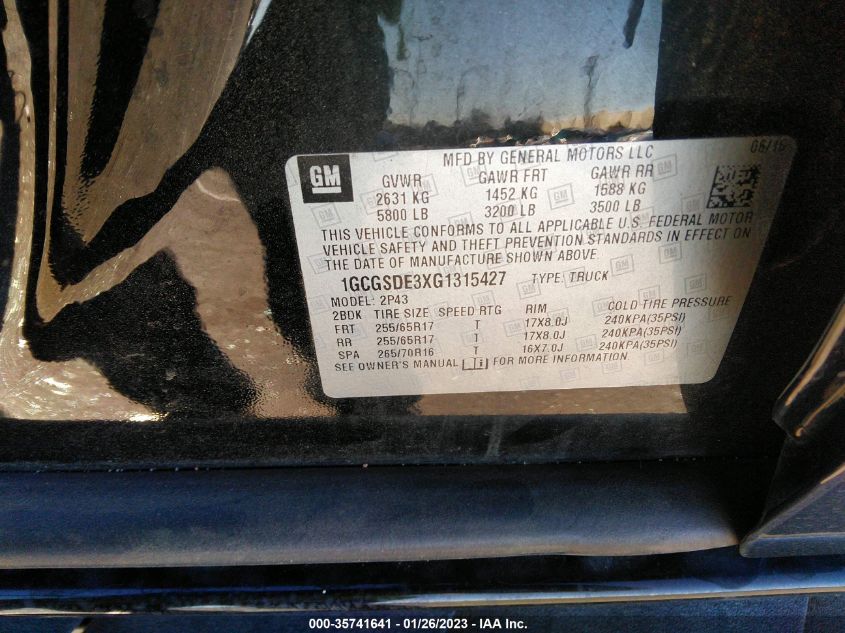 MFD BY GENERAL MOTORS LLC 06/16
GM
GVWR GAWR FRT GAWR RR
2631 KG 1452 KG 1588 KG
5800 LB 3200 LB 3500 LB
THIS VEHICLE CONFORMS TO ALL APPLICABLE U.S. FEDERAL MOTOR
VEHICLE SAFETY AND THEFT PREVENTION STANDARDS IN EFFECT ON
THE DATE OF MANUFACTURE SHOWN ABOVE.
1GCGSDE3XG1315427 TYPE: TRUCK
MODEL: 2P43
2BDK TIRE SIZE SPEED RTG RIM COLD TIRE PRESSURE
FRT 255/65R17 T 17X8.0J 240KPA(35PSI)
RR 255/65R17 T 17X8.0J 240KPA(35PSI)
SPA 265/70R16 T 16X7.0J 240KPA(35PSI)
SEE OWNER'S MANUAL FOR MORE INFORMATION
000-35741641 - 01/26/2023 - IAA Inc.